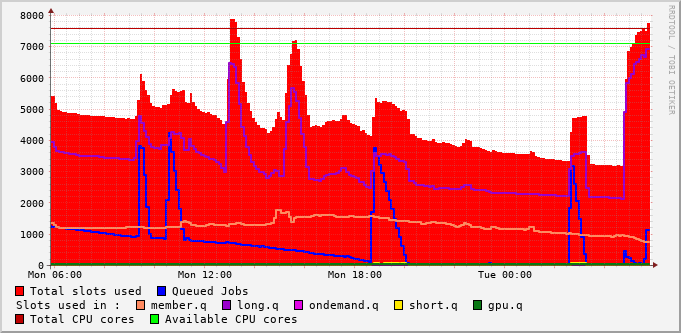 8000
7000
6000
5000
4000
3000
2000
1000
0
Mon 06:00 Mon 12:00 Mon 18:00 Tue 00:00
Total slots used Queued Jobs
Slots used in : member.q long.q ondemand.q short.q gpu.q
Total CPU cores Available CPU cores
RRDTOOL / TOBI OETIKER